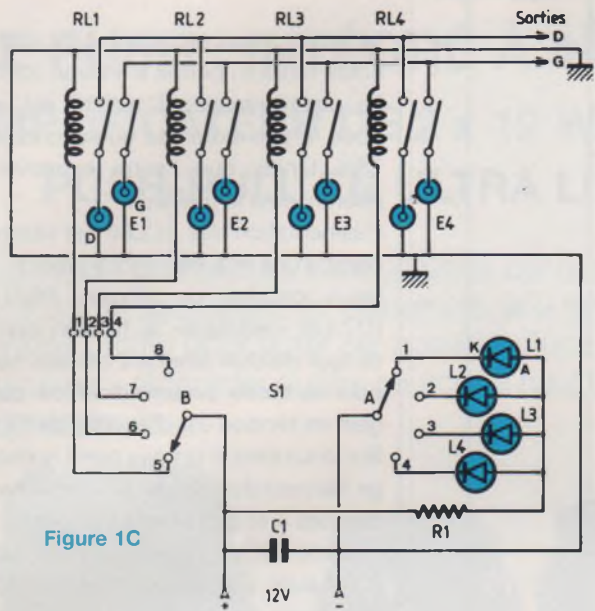 RL1 RL2 RL3 RL4 Sorties
D
G
G
D E1 E2 E3 E4
1 2 3 4
8 1 K L1
A
7 S1 2 L2
B A
6 3 L3
5 4 L4
R1
Figure 1C C1
12V
+ -